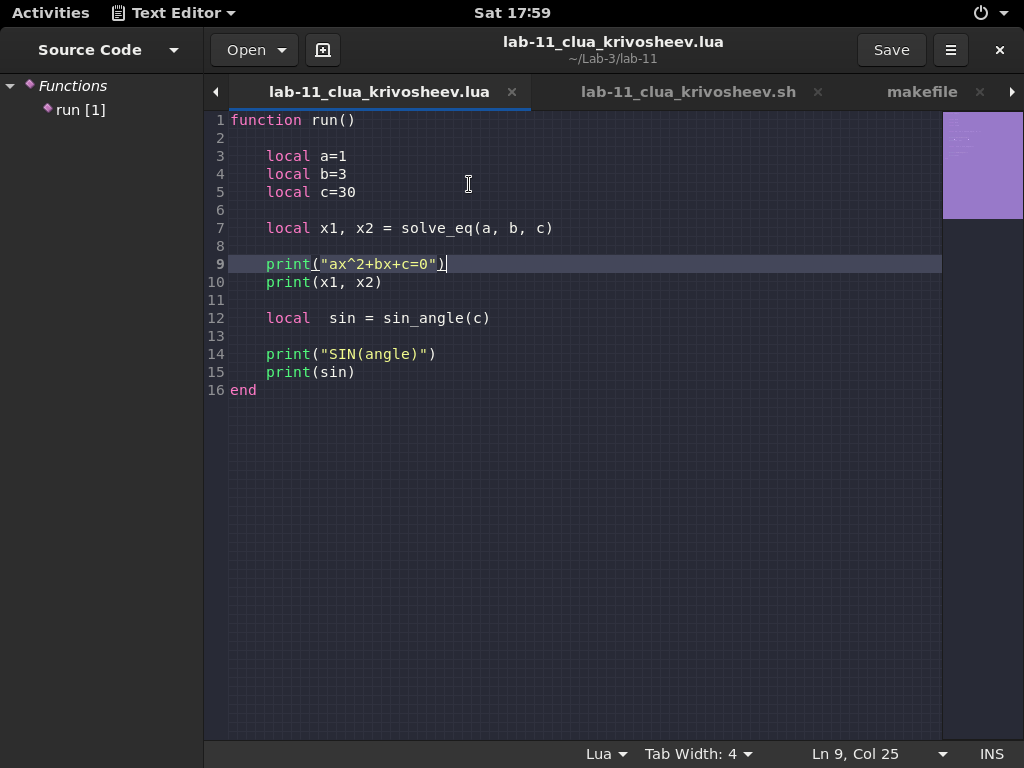 Activities Text Editor Sat 17:59
Source Code Open lab-11_clua_krivosheev.lua Save
~/Lab-3/lab-11
Functions
run [1]
lab-11_clua_krivosheev.lua lab-11_clua_krivosheev.sh makefile
1 function run()
2
3 local a=1
4 local b=3
5 local c=30
6
7 local x1, x2 = solve_eq(a, b, c)
8
9 print("ax^2+bx+c=0")
10 print(x1, x2)
11
12 local  sin = sin_angle(c)
13
14 print("SIN(angle)")
15 print(sin)
16 end
Lua Tab Width: 4 Ln 9, Col 25 INS